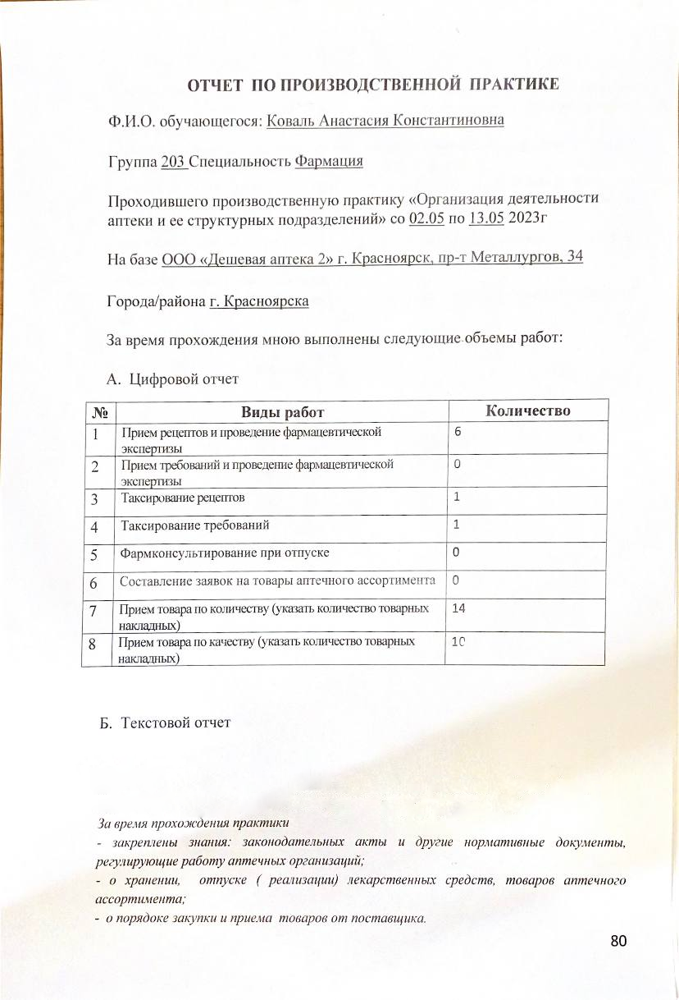 ОТЧЕТ ПО ПРОИЗВОДСТВЕННОЙ ПРАКТИКЕ
Ф.И.О. обучающегося: Коваль Анастасия Константиновна
Группа 203 Специальность Фармация
Проходившего производственную практику «Организация деятельности
аптеки и ее структурных подразделений» со 02.05 по 13.05 2023г
На базе ООО «Дешевая аптека 2» г. Красноярск, пр-т Металлургов, 34
Города/района г. Красноярска
За время прохождения мною выполнены следующие объемы работ:
А. Цифровой отчет
№ Виды работ Количество
1 Прием рецептов и проведение фармацевтической 6
экспертизы
2 Прием требований и проведение фармацевтической 0
экспертизы
3 Таксирование рецептов 1
4 Таксирование требований 1
5 Фармконсультирование при отпуске 0
6 Составление заявок на товары аптечного ассортимента 0
7 Прием товара по количеству (указать количество товарных 14
накладных)
8 Прием товара по качеству (указать количество товарных 10
накладных)
Б. Текстовой отчет
За время прохождения практики
- закреплены знания: законодательных акты и другие нормативные документы,
регулирующие работу аптечных организаций;
- о хранении, отпуске ( реализации) лекарственных средств, товаров аптечного
ассортимента;
- о порядоке закупки и приема товаров от поставщика.
80